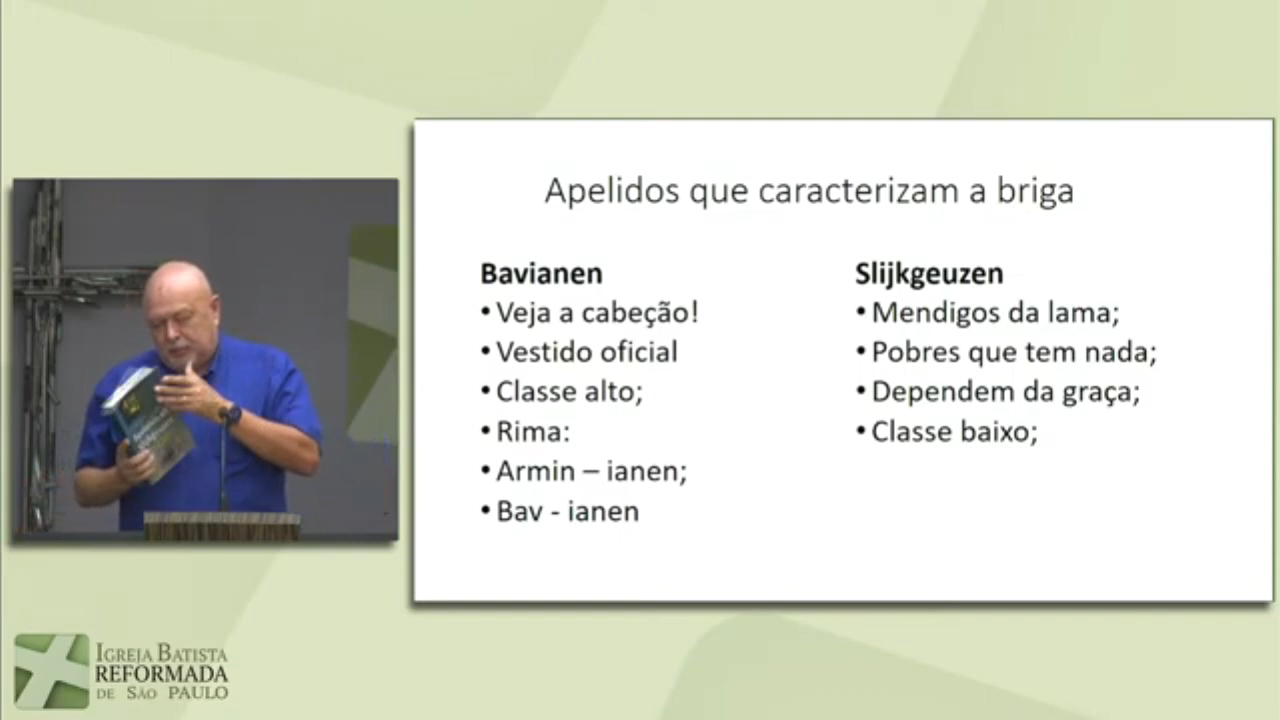 Apelidos que caracterizam a briga
Bavianen
• Veja a cabeção!
• Vestido oficial
• Classe alto;
• Rima:
• Armin – ianen;
• Bav - ianen
Slijkgeuzen
• Mendigos da lama;
• Pobres que tem nada;
• Dependem da graça;
• Classe baixo;
IGREJA BATISTA
REFORMADA
DE SÃO PAULO